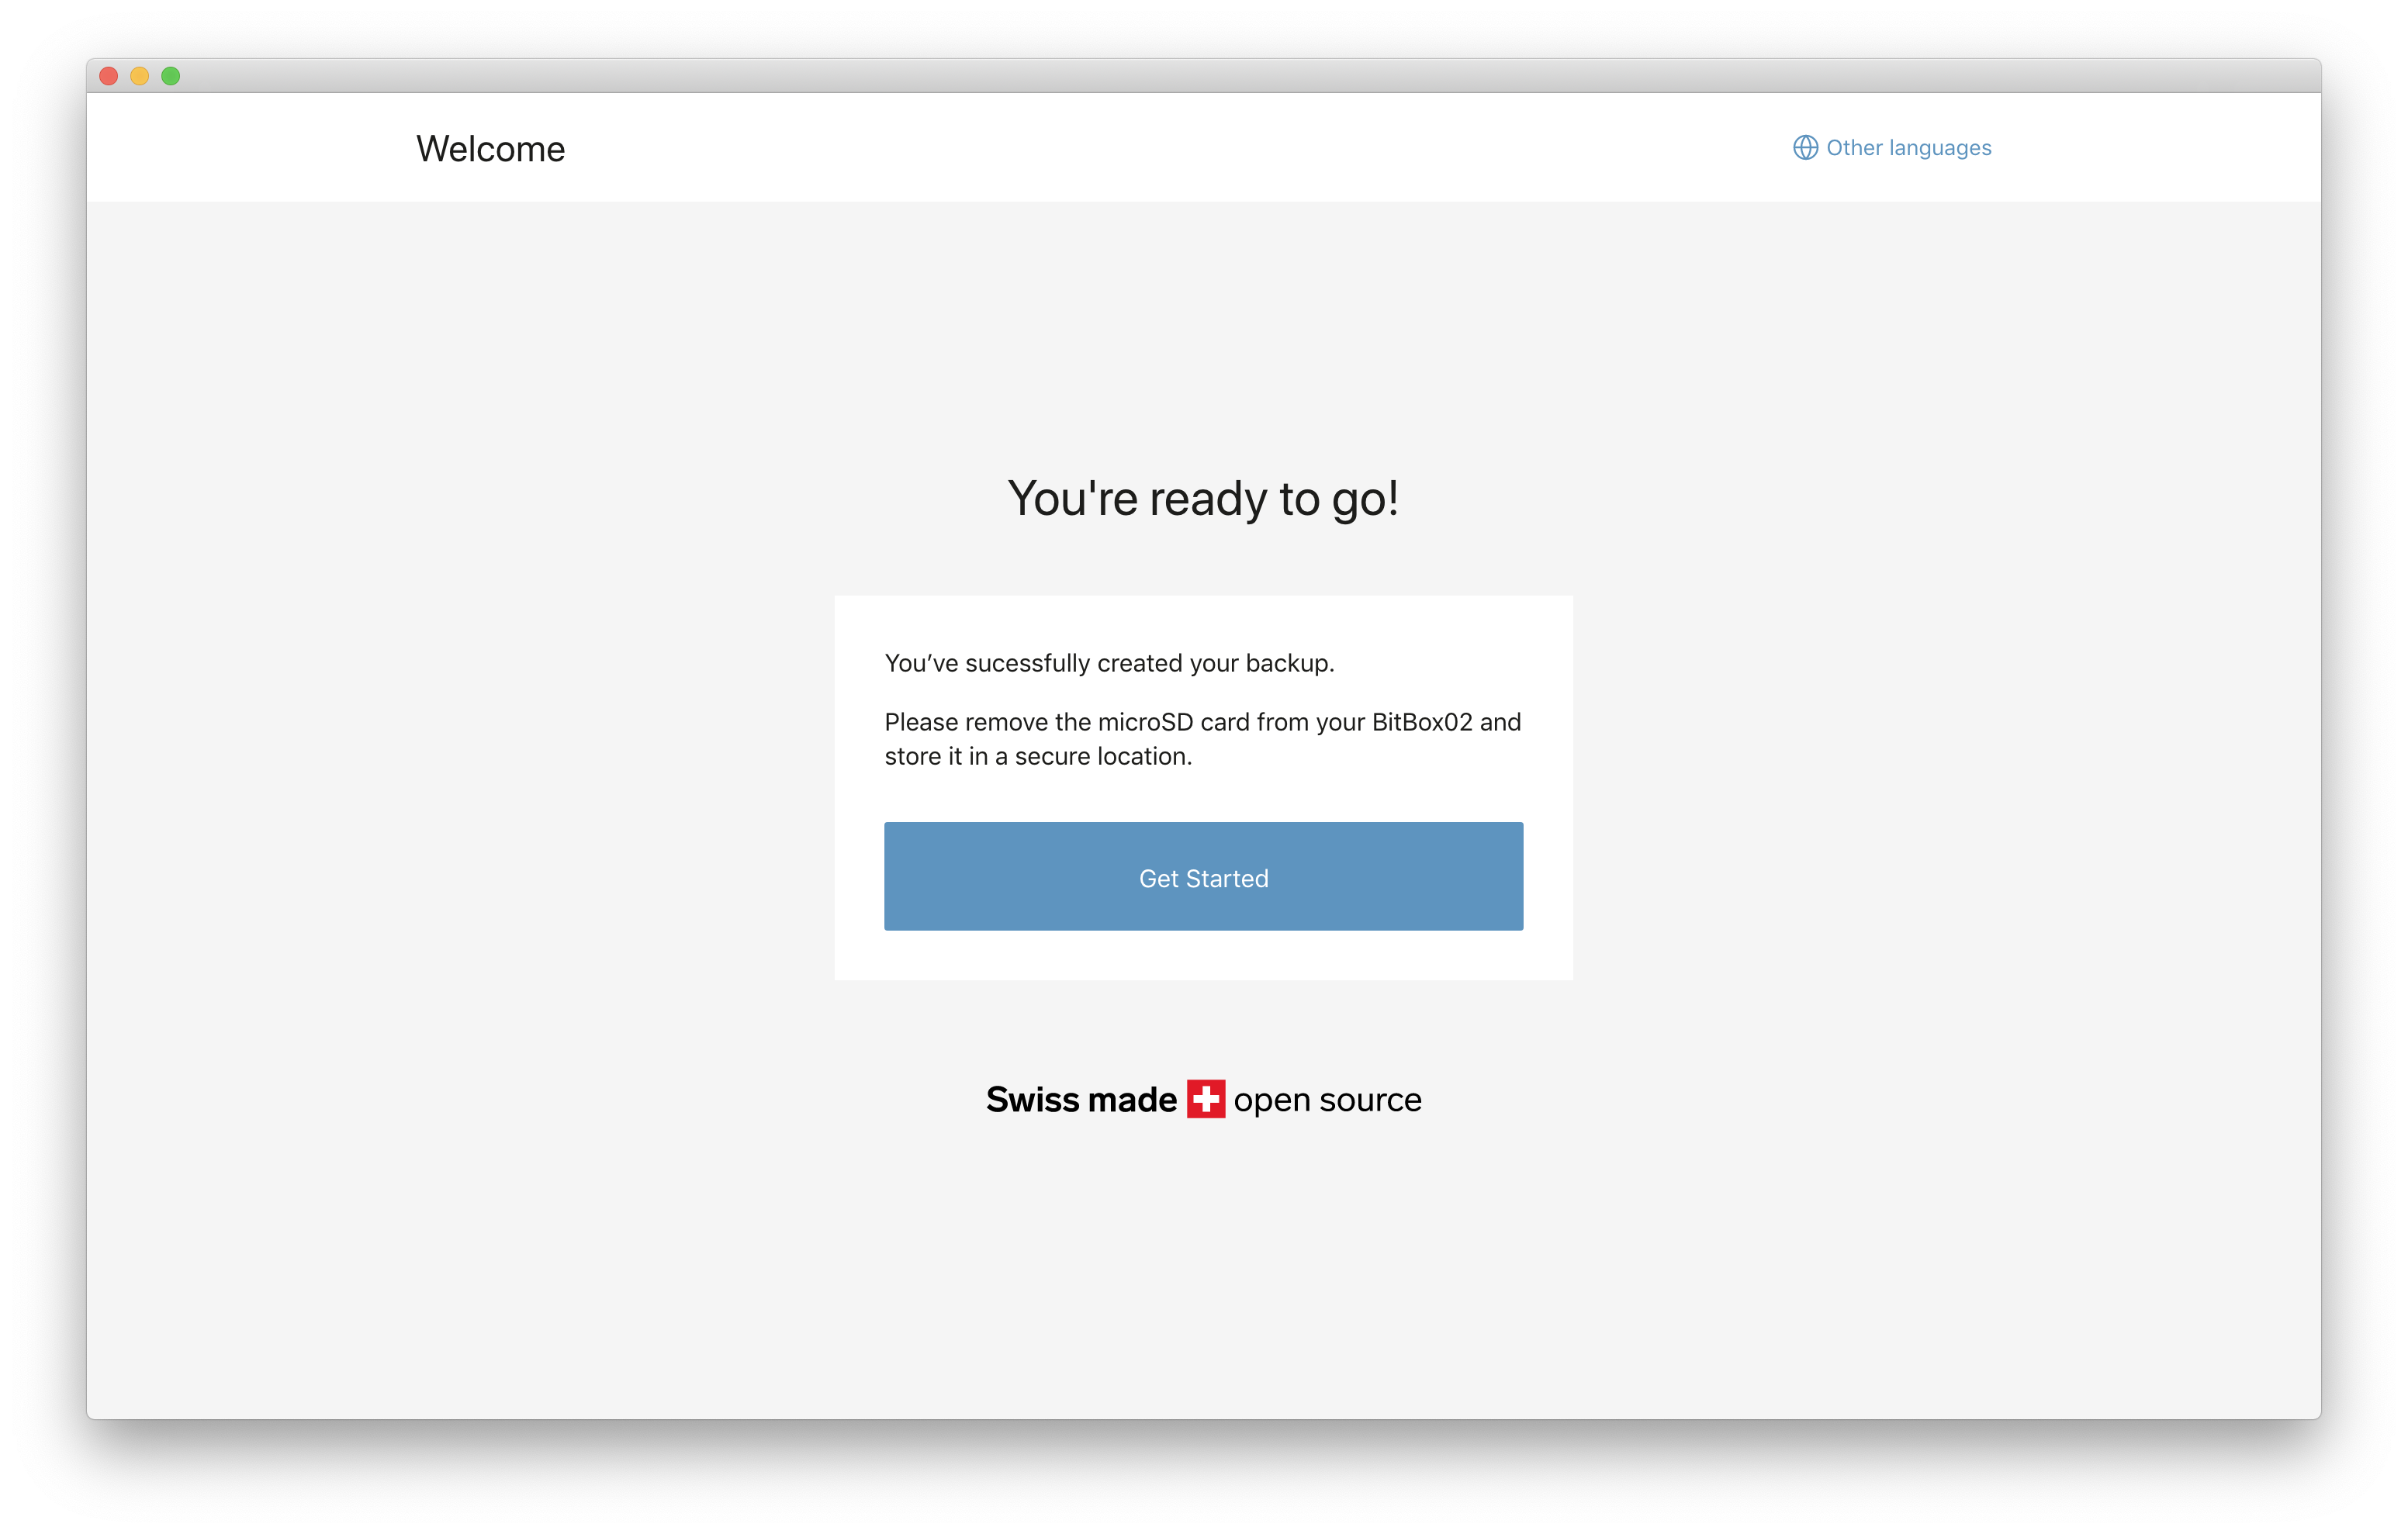 Welcome
Other languages
You're ready to go!
You’ve sucessfully created your backup.
Please remove the microSD card from your BitBox02 and
store it in a secure location.
Get Started
Swiss made open source